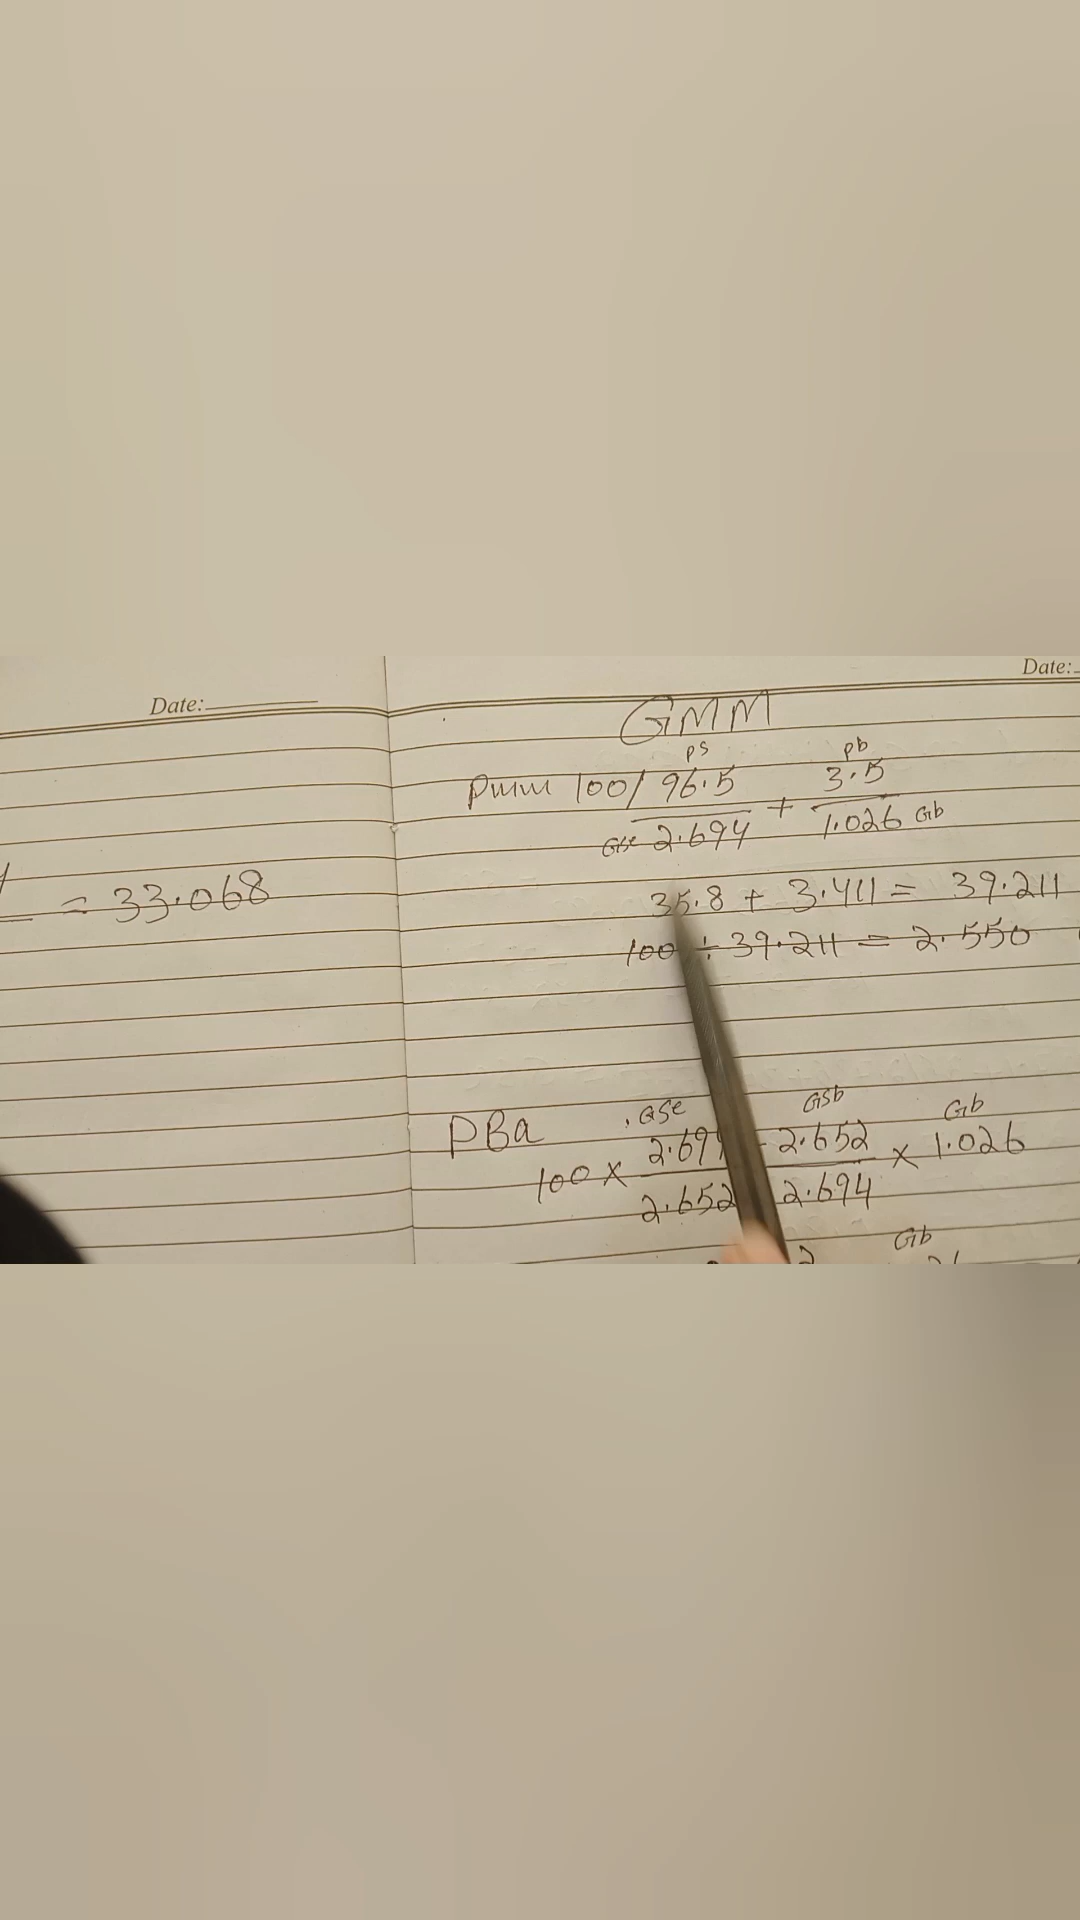 Date:
= 33.068
Date:
GMM
ps pb
Pmm 100/ 96.5 + 3.5
Gse 2.694 1.026 Gb
35.8 + 3.411 = 39.211
100 ÷ 39.211 = 2.550
PBa
Gse Gsb Gb
100 × 2.69 2.652 × 1.026
2.652 2.694
Gb